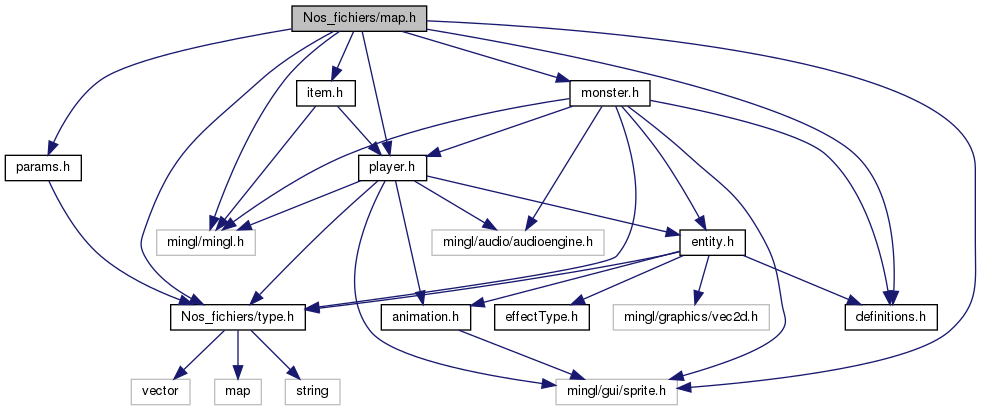 Nos_fichiers/map.h
item.h
monster.h
params.h
player.h
mingl/mingl.h
mingl/audio/audioengine.h
entity.h
Nos_fichiers/type.h
animation.h
effectType.h
mingl/graphics/vec2d.h
definitions.h
vector
map
string
mingl/gui/sprite.h